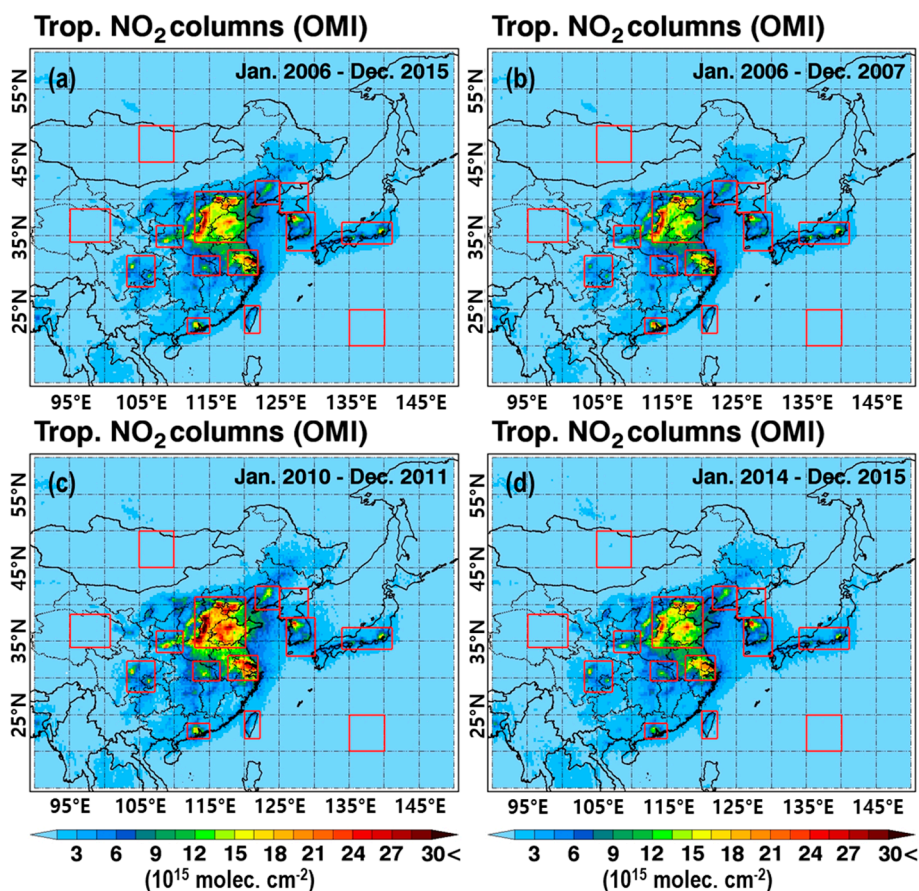 Trop. NO2 columns (OMI)
Trop. NO2 columns (OMI)
(a)
Jan. 2006 - Dec. 2015
(b)
Jan. 2006 - Dec. 2007
55°N
45°N
35°N
25°N
55°N
45°N
35°N
25°N
95°E 105°E 115°E 125°E 135°E 145°E
95°E 105°E 115°E 125°E 135°E 145°E
Trop. NO2 columns (OMI)
Trop. NO2 columns (OMI)
(c)
Jan. 2010 - Dec. 2011
(d)
Jan. 2014 - Dec. 2015
55°N
45°N
35°N
25°N
55°N
45°N
35°N
25°N
95°E 105°E 115°E 125°E 135°E 145°E
95°E 105°E 115°E 125°E 135°E 145°E
3 6 9 12 15 18 21 24 27 30<
3 6 9 12 15 18 21 24 27 30<
(10^15 molec. cm^-2)
(10^15 molec. cm^-2)